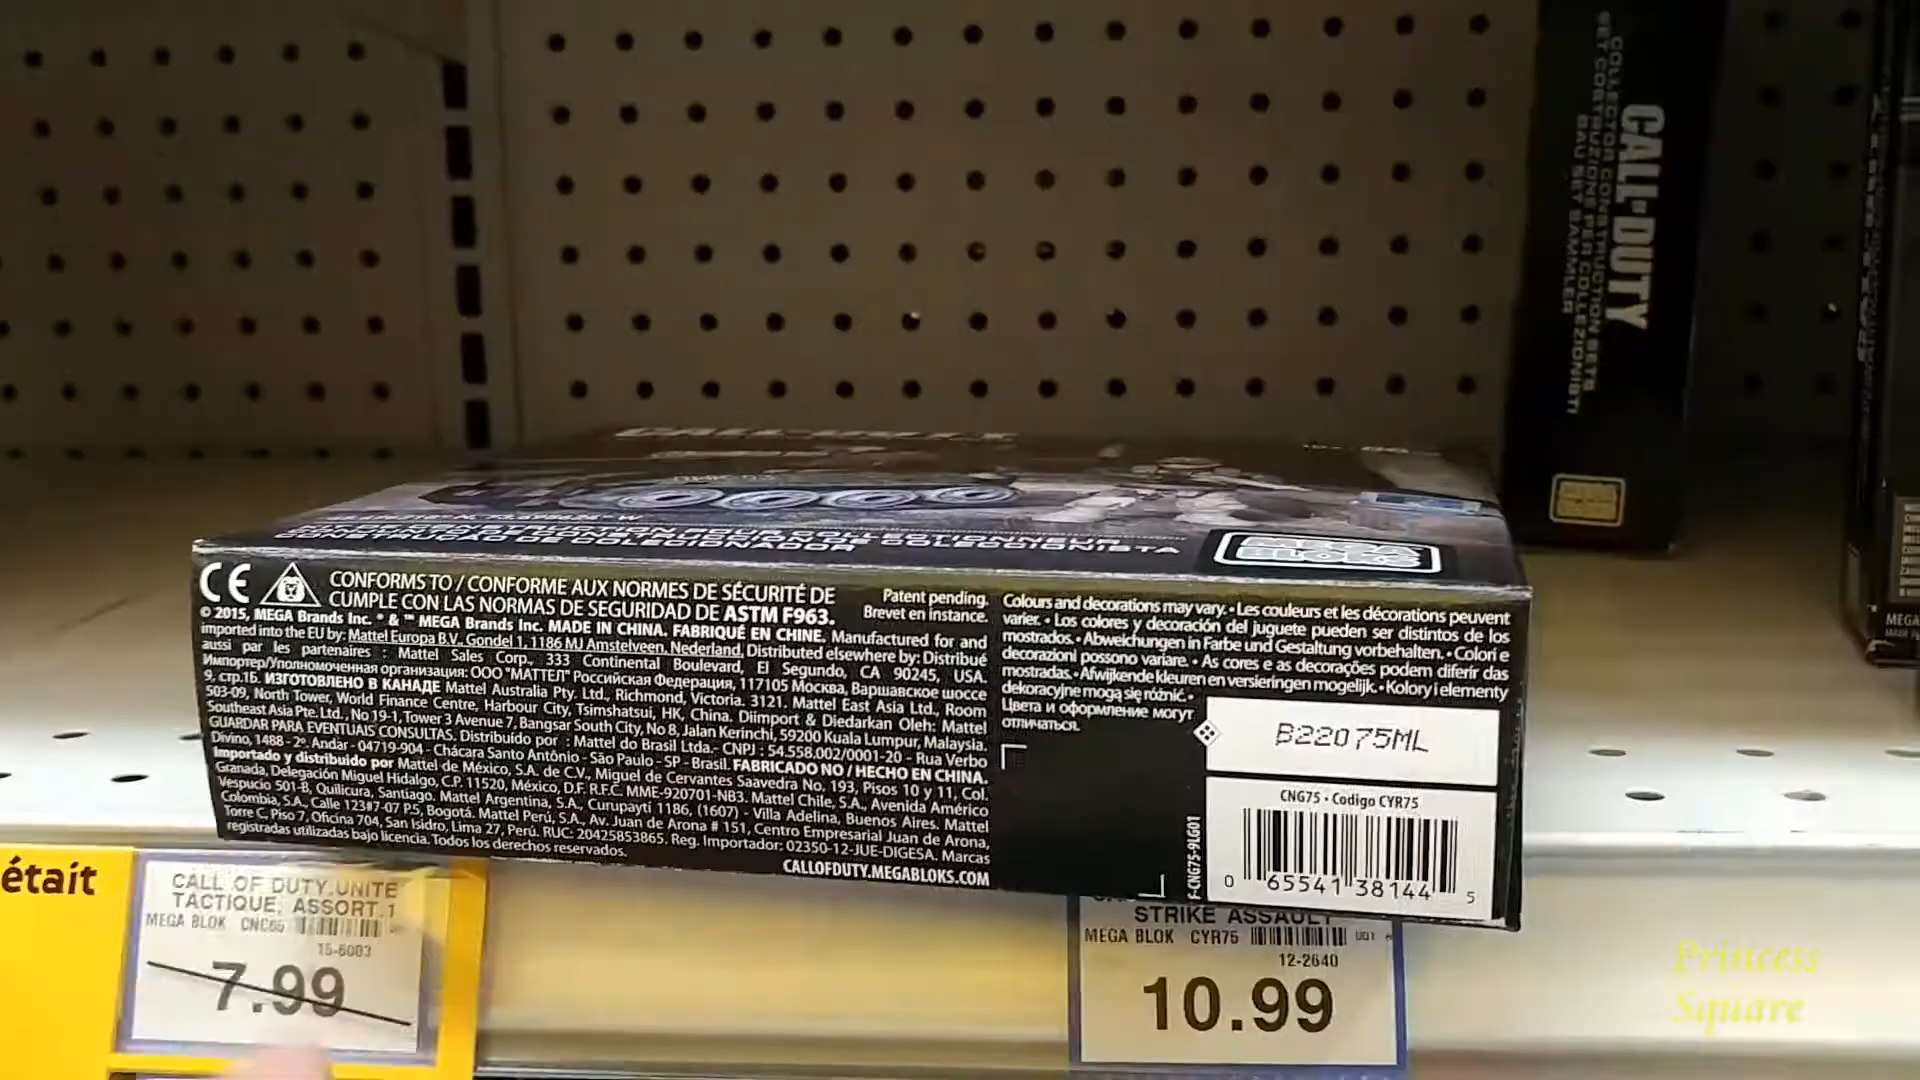 CALL OF DUTY
COLLECTOR CONSTRUCTION SETS
SET COSTRUZIONE PER COLLEZIONISTI
BAU SET SAMMLER
MEGA
BLOKS
CE
CONFORMS TO / CONFORME AUX NORMES DE SÉCURITÉ DE
CUMPLE CON LAS NORMAS DE SEGURIDAD DE ASTM F963.
Patent pending.
Brevet en instance.
© 2015, MEGA Brands Inc. ® & ™ MEGA Brands Inc. MADE IN CHINA. FABRIQUÉ EN CHINE. Manufactured for and
imported into the EU by: Mattel Europa B.V., Gondel 1, 1186 MJ Amstelveen, Nederland. Distributed elsewhere by: Distribué
aussi par les partenaires : Mattel Sales Corp., 333 Continental Boulevard, El Segundo, CA 90245, USA.
Импортер/Уполномоченная организация: ООО "МАТТЕЛ" Российская Федерация, 117105 Москва, Варшавское шоссе
9, стр.1Б. ИЗГОТОВЛЕНО В КАНАДЕ Mattel Australia Pty. Ltd., Richmond, Victoria. 3121. Mattel East Asia Ltd., Room
503-09, North Tower, World Finance Centre, Harbour City, Tsimshatsui, HK, China. Diimport & Diedarkan Oleh: Mattel
Southeast Asia Pte. Ltd., No 19-1, Tower 3 Avenue 7, Bangsar South City, No 8, Jalan Kerinchi, 59200 Kuala Lumpur, Malaysia.
GUARDAR PARA EVENTUAIS CONSULTAS. Distribuído por : Mattel do Brasil Ltda.- CNPJ : 54.558.002/0001-20 - Rua Verbo
Divino, 1488 - 2º. Andar - 04719-904 - Chácara Santo Antônio - São Paulo - SP - Brasil. FABRICADO NO / HECHO EN CHINA.
Importado y distribuido por Mattel de México, S.A. de C.V., Miguel de Cervantes Saavedra No. 193, Pisos 10 y 11, Col.
Granada, Delegación Miguel Hidalgo, C.P. 11520, México, D.F. R.F.C. MME-920701-NB3. Mattel Chile, S.A., Avenida Américo
Vespucio 501-B, Quilicura, Santiago. Mattel Argentina, S.A., Curupaytí 1186, (1607) - Villa Adelina, Buenos Aires. Mattel
Colombia, S.A., Calle 123#7-07 P.5, Bogotá. Mattel Perú, S.A., Av. Juan de Arona # 151, Centro Empresarial Juan de Arona,
Torre C, Piso 7, Oficina 704, San Isidro, Lima 27, Perú. RUC: 20425853865. Reg. Importador: 02350-12-JUE-DIGESA. Marcas
registradas utilizadas bajo licencia. Todos los derechos reservados.
CALLOFDUTY.MEGABLOKS.COM
Colours and decorations may vary. • Les couleurs et les décorations peuvent
varier. • Los colores y decoración del juguete pueden ser distintos de los
mostrados. • Abweichungen in Farbe und Gestaltung vorbehalten. • Colori e
decorazioni possono variare. • As cores e as decorações podem diferir das
mostradas. • Afwijkende kleuren en versieringen mogelijk. • Kolory i elementy
dekoracyjne mogą się różnić. •
Цвета и оформление могут
отличаться.
B22075ML
CNG75 • Codigo CYR75
F-CNG75-9LG01
0 65541 38144 5
était
CALL OF DUTY.UNITE
TACTIQUE, ASSORT.1
MEGA BLOK CNC66
15-6003
7.99
STRIKE ASSAULT
MEGA BLOK CYR75
12-2640
10.99
MEGA
Princess
Square